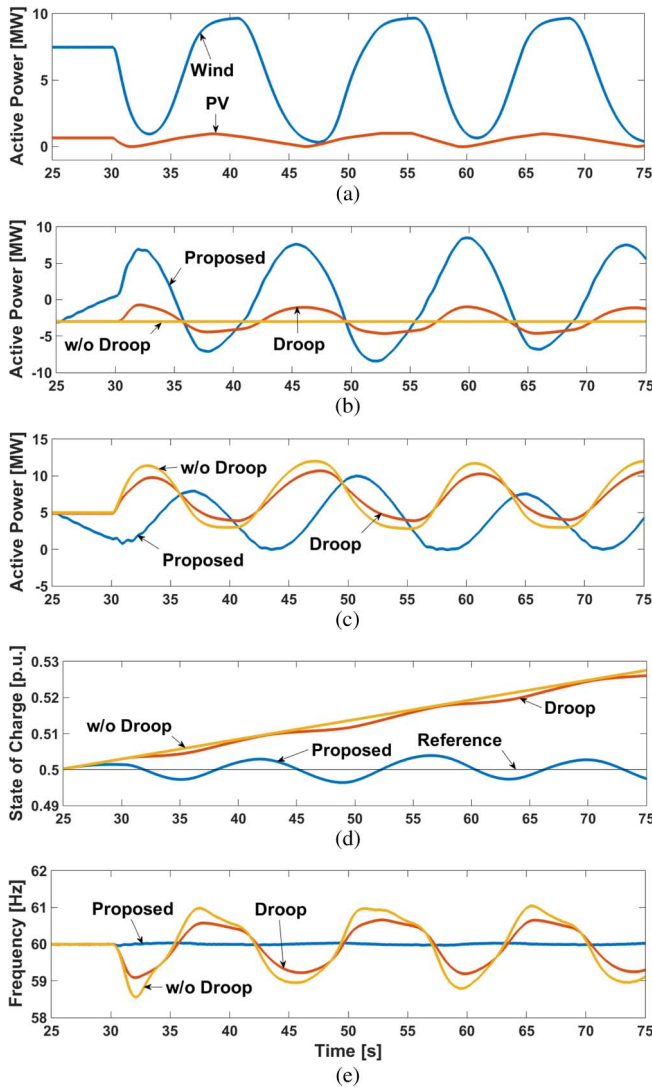 Active Power [MW]
10
5
0
Wind
PV
25 30 35 40 45 50 55 60 65 70 75
(a)
Active Power [MW]
10
5
0
-5
-10
Proposed
w/o Droop
Droop
25 30 35 40 45 50 55 60 65 70 75
(b)
Active Power [MW]
15
10
5
0
-5
w/o Droop
Proposed
Droop
25 30 35 40 45 50 55 60 65 70 75
(c)
State of Charge [p.u.]
0.53
0.52
0.51
0.5
0.49
w/o Droop
Droop
Proposed
Reference
25 30 35 40 45 50 55 60 65 70 75
(d)
Frequency [Hz]
62
61
60
59
58
Proposed
Droop
w/o Droop
25 30 35 40 45 50 55 60 65 70 75
Time [s]
(e)